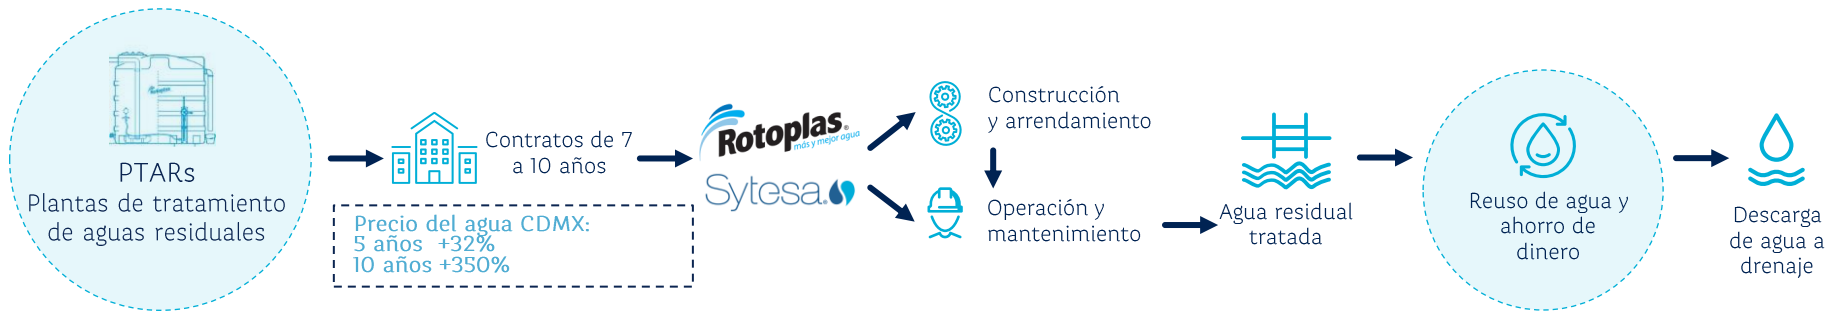 PTARs
Plantas de tratamiento
de aguas residuales
Contratos de 7
a 10 años
Precio del agua CDMX:
5 años +32%
10 años +350%
Rotoplas®
más y mejor agua
Sytesa.
Construcción
y arrendamiento
Operación y
mantenimiento
Agua residual
tratada
Reuso de agua y
ahorro de
dinero
Descarga
de agua a
drenaje